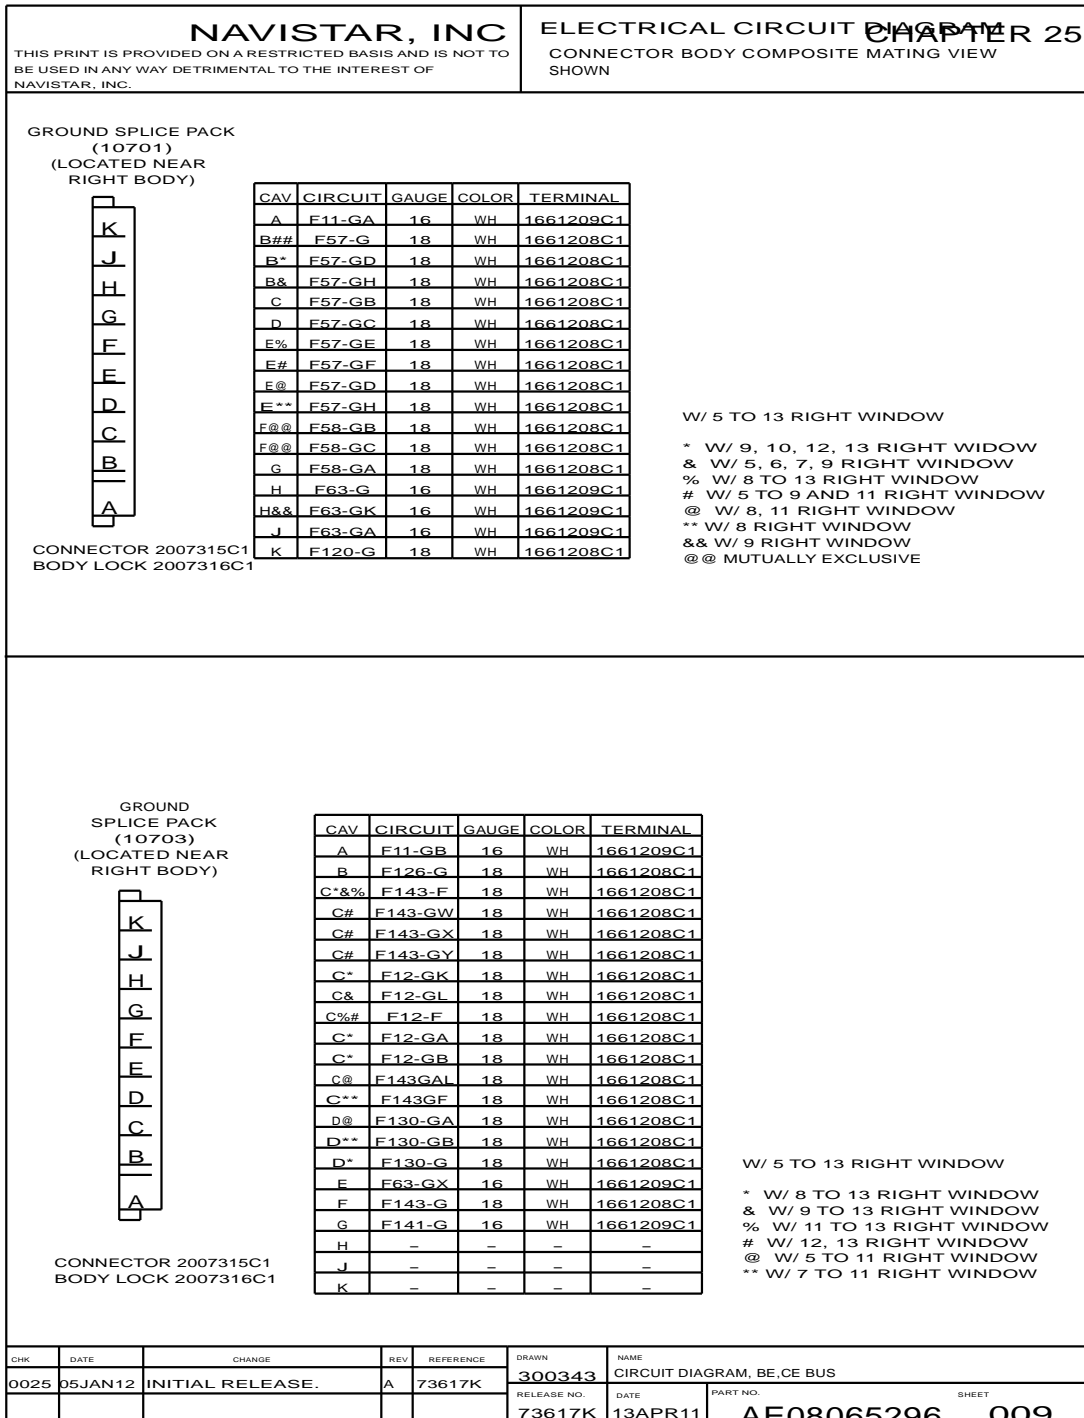 NAVISTAR, INC
THIS PRINT IS PROVIDED ON A RESTRICTED BASIS AND IS NOT TO
BE USED IN ANY WAY DETRIMENTAL TO THE INTEREST OF
NAVISTAR, INC.
ELECTRICAL CIRCUIT DIAGRAM
CHAPTER 25
CONNECTOR BODY COMPOSITE MATING VIEW
SHOWN
GROUND SPLICE PACK
(10701)
(LOCATED NEAR
RIGHT BODY)
K
J
H
G
F
E
D
C
B
A
CONNECTOR 2007315C1
BODY LOCK 2007316C1
CAV CIRCUIT GAUGE COLOR TERMINAL
A F11-GA 16 WH 1661209C1
B## F57-G 18 WH 1661208C1
B* F57-GD 18 WH 1661208C1
B& F57-GH 18 WH 1661208C1
C F57-GB 18 WH 1661208C1
D F57-GC 18 WH 1661208C1
E% F57-GE 18 WH 1661208C1
E# F57-GF 18 WH 1661208C1
E@ F57-GD 18 WH 1661208C1
E** F57-GH 18 WH 1661208C1
F@@ F58-GB 18 WH 1661208C1
F@@ F58-GC 18 WH 1661208C1
G F58-GA 18 WH 1661208C1
H F63-G 16 WH 1661209C1
H&& F63-GK 16 WH 1661209C1
J F63-GA 16 WH 1661209C1
K F120-G 18 WH 1661208C1
W/ 5 TO 13 RIGHT WINDOW
* W/ 9, 10, 12, 13 RIGHT WIDOW
& W/ 5, 6, 7, 9 RIGHT WINDOW
% W/ 8 TO 13 RIGHT WINDOW
# W/ 5 TO 9 AND 11 RIGHT WINDOW
@ W/ 8, 11 RIGHT WINDOW
** W/ 8 RIGHT WINDOW
&& W/ 9 RIGHT WINDOW
@@ MUTUALLY EXCLUSIVE
GROUND
SPLICE PACK
(10703)
(LOCATED NEAR
RIGHT BODY)
K
J
H
G
F
E
D
C
B
A
CONNECTOR 2007315C1
BODY LOCK 2007316C1
CAV CIRCUIT GAUGE COLOR TERMINAL
A F11-GB 16 WH 1661209C1
B F126-G 18 WH 1661208C1
C*&% F143-F 18 WH 1661208C1
C# F143-GW 18 WH 1661208C1
C# F143-GX 18 WH 1661208C1
C# F143-GY 18 WH 1661208C1
C* F12-GK 18 WH 1661208C1
C& F12-GL 18 WH 1661208C1
C%# F12-F 18 WH 1661208C1
C* F12-GA 18 WH 1661208C1
C* F12-GB 18 WH 1661208C1
C@ F143GAL 18 WH 1661208C1
C** F143GF 18 WH 1661208C1
D@ F130-GA 18 WH 1661208C1
D** F130-GB 18 WH 1661208C1
D* F130-G 18 WH 1661208C1
E F63-GX 16 WH 1661209C1
F F143-G 18 WH 1661208C1
G F141-G 16 WH 1661209C1
H – – – –
J – – – –
K – – – –
W/ 5 TO 13 RIGHT WINDOW
* W/ 8 TO 13 RIGHT WINDOW
& W/ 9 TO 13 RIGHT WINDOW
% W/ 11 TO 13 RIGHT WINDOW
# W/ 12, 13 RIGHT WINDOW
@ W/ 5 TO 11 RIGHT WINDOW
** W/ 7 TO 11 RIGHT WINDOW
CHK DATE CHANGE REV REFERENCE
0025 05JAN12 INITIAL RELEASE. A 73617K
DRAWN
300343
NAME
CIRCUIT DIAGRAM, BE,CE BUS
RELEASE NO.
73617K
DATE
13APR11
PART NO.
AE08065296
SHEET
009